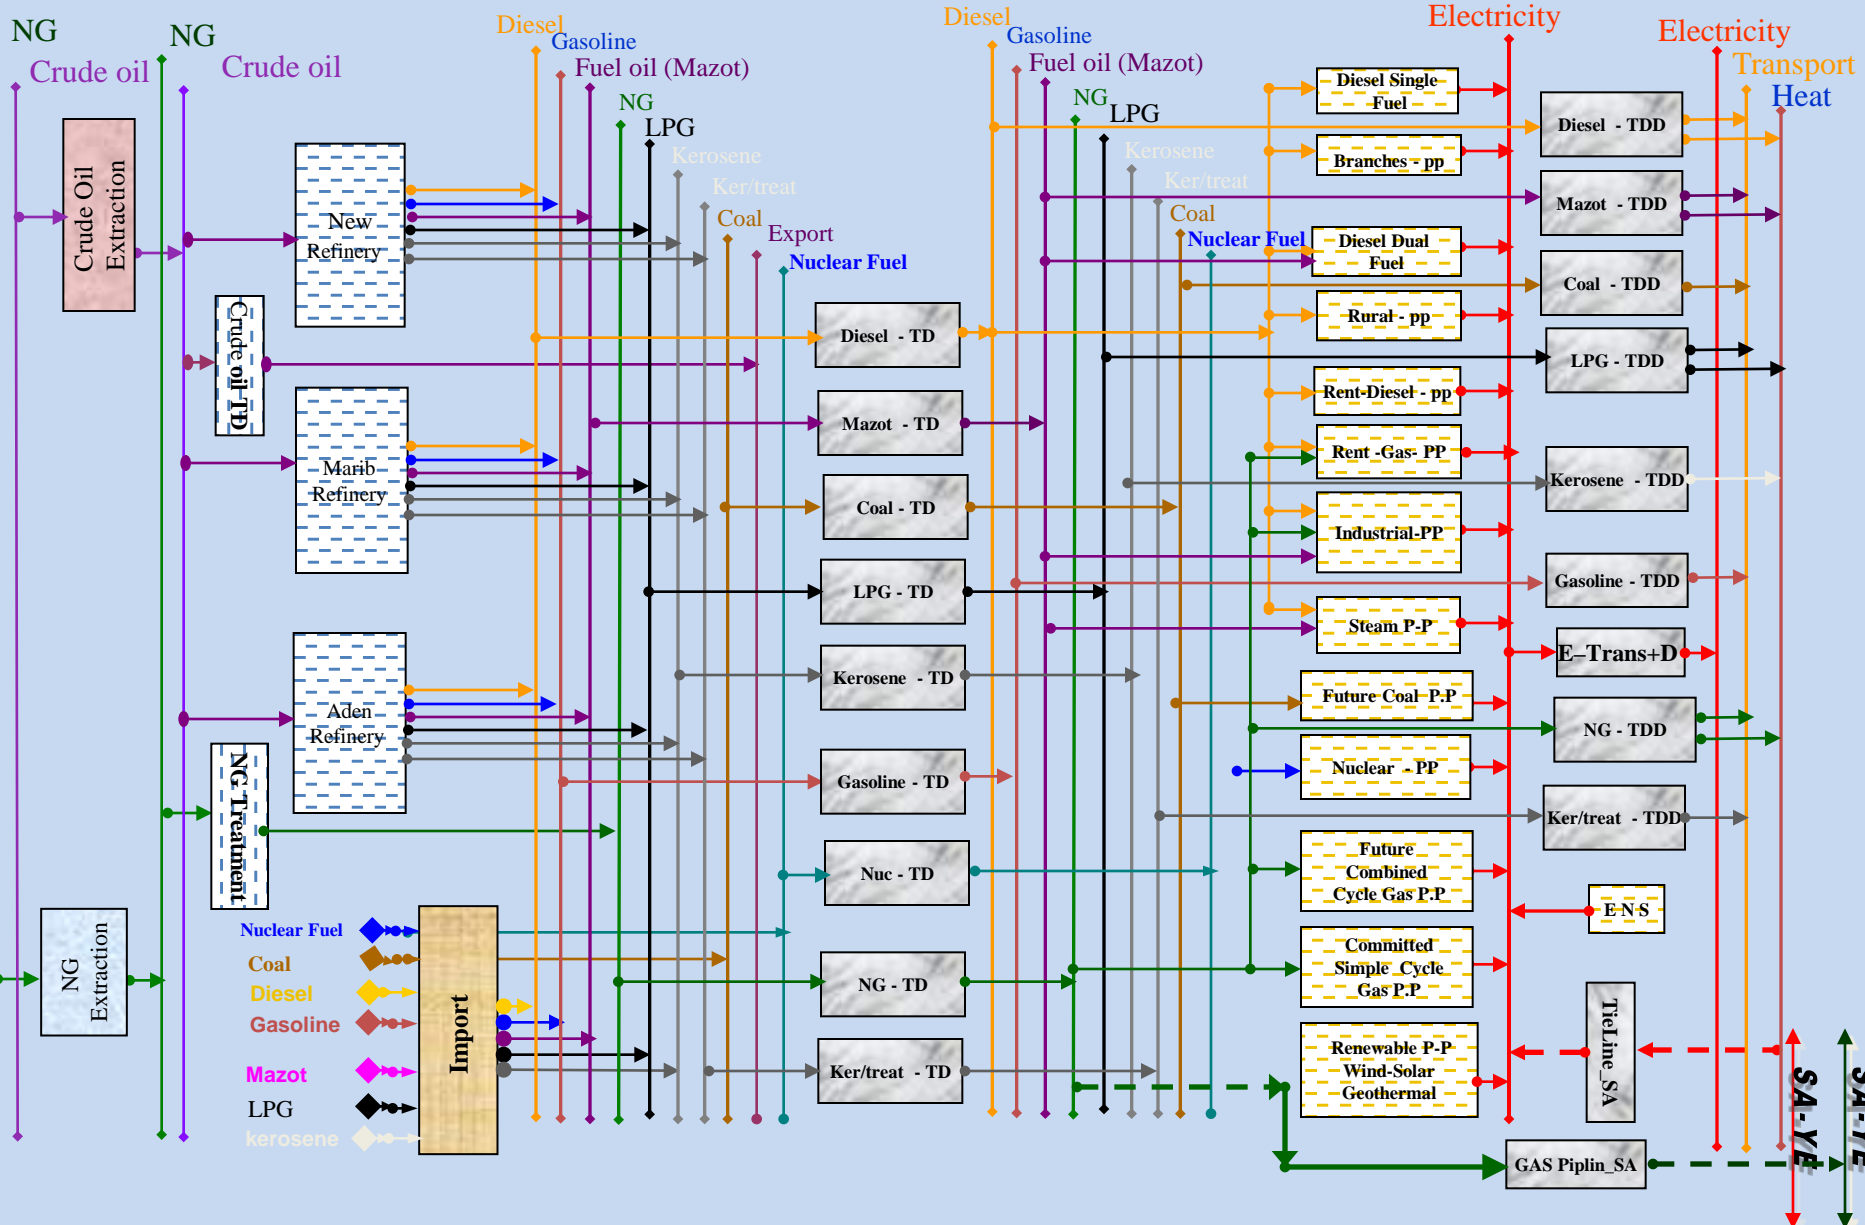 NG
Crude oil
NG
Crude oil
Diesel
Gasoline
Fuel oil (Mazot)
NG
LPG
Kerosene
Ker/treat
Coal
Export
Nuclear Fuel
Diesel
Gasoline
Fuel oil (Mazot)
NG
LPG
Kerosene
Ker/treat
Coal
Nuclear Fuel
Electricity
Electricity
Transport
Heat
Crude Oil
Extraction
NG
Extraction
Crude oil TD
NG Treatment
New
Refinery
Marib
Refinery
Aden
Refinery
Nuclear Fuel
Coal
Diesel
Gasoline
Mazot
LPG
kerosene
Import
Diesel - TD
Mazot - TD
Coal - TD
LPG - TD
Kerosene - TD
Gasoline - TD
Nuc - TD
NG - TD
Ker/treat - TD
Diesel Single
Fuel
Branches - pp
Diesel Dual
Fuel
Rural - pp
Rent-Diesel - pp
Rent -Gas- PP
Industrial-PP
Steam P-P
Future Coal P.P
Nuclear - PP
Future
Combined
Cycle Gas P.P
Committed
Simple Cycle
Gas P.P
Renewable P-P
Wind-Solar
Geothermal
Diesel - TDD
Mazot - TDD
Coal - TDD
LPG - TDD
Kerosene - TDD
Gasoline - TDD
E–Trans+D
NG - TDD
Ker/treat - TDD
E N S
TieLine_SA
GAS Piplin_SA
SA-YE
SA-YE